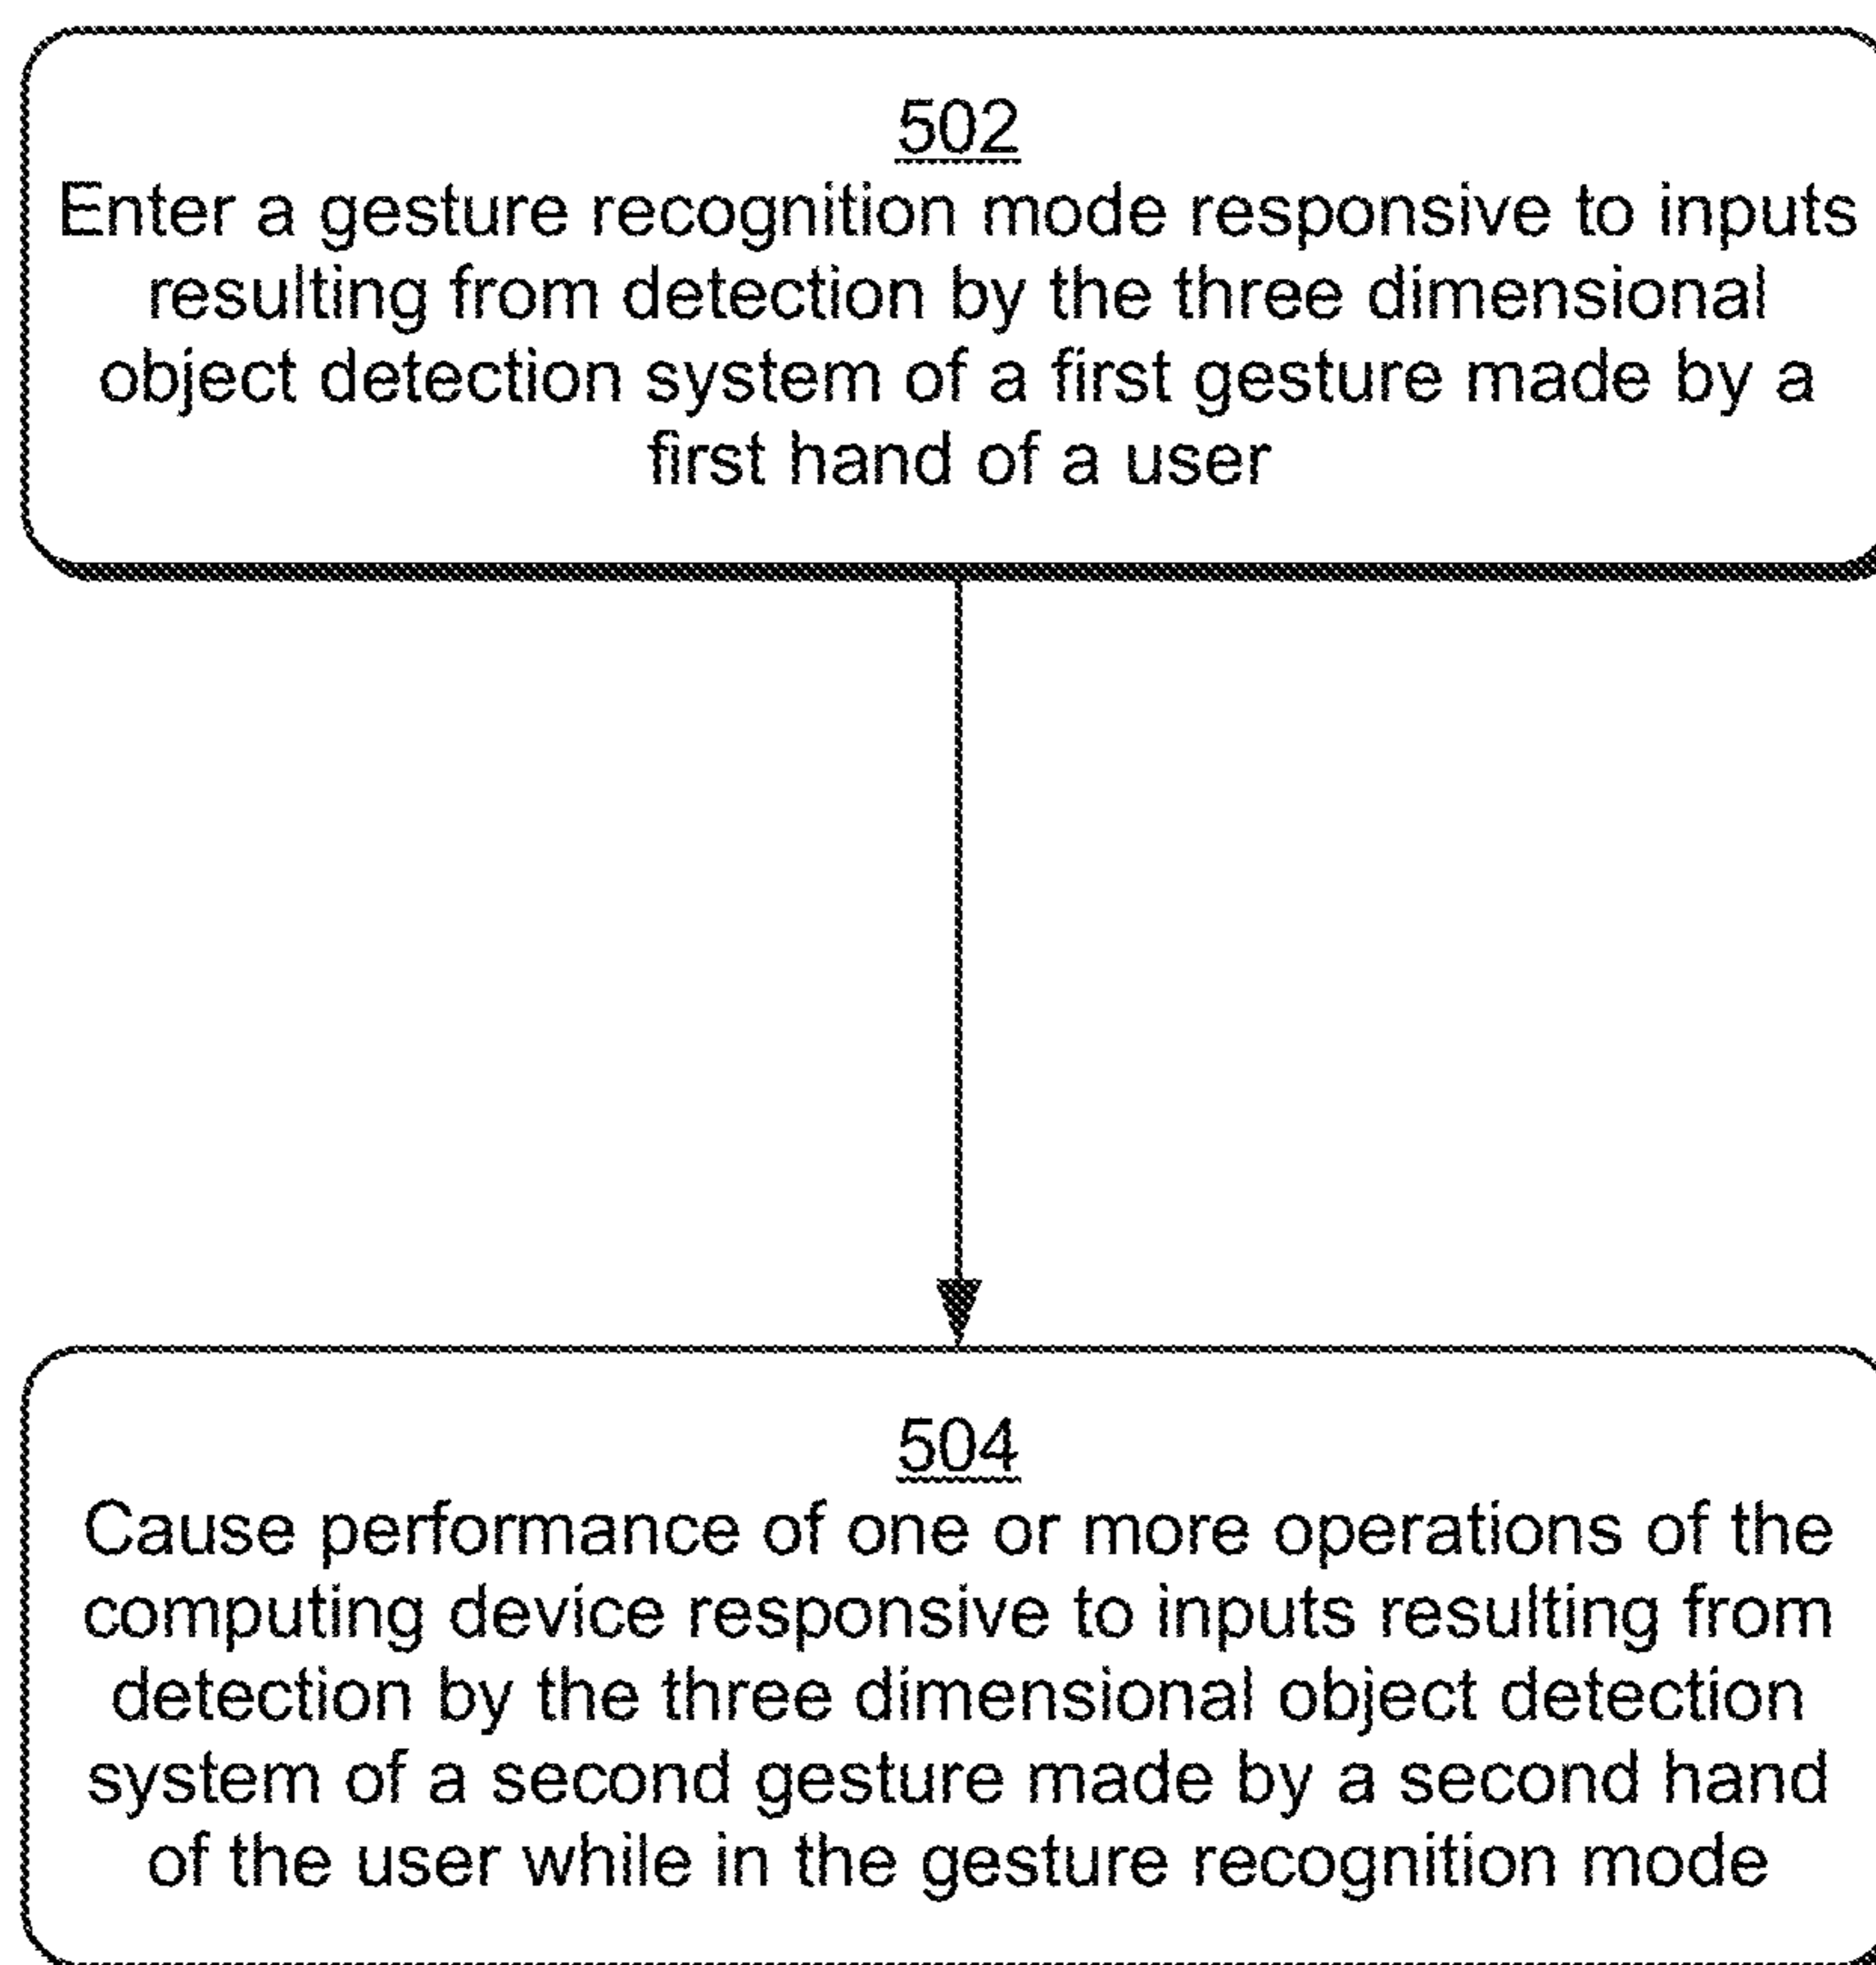 502
Enter a gesture recognition mode responsive to inputs
resulting from detection by the three dimensional
object detection system of a first gesture made by a
first hand of a user
504
Cause performance of one or more operations of the
computing device responsive to inputs resulting from
detection by the three dimensional object detection
system of a second gesture made by a second hand
of the user while in the gesture recognition mode